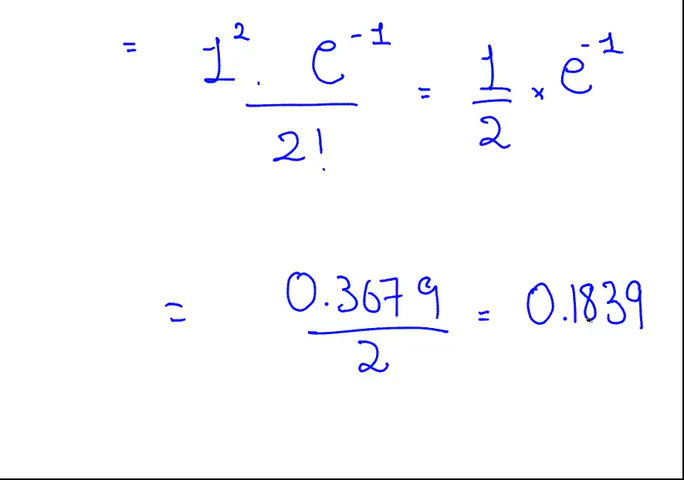 = 1² · e⁻¹ / 2! = 1/2 × e⁻¹
= 0.3679 / 2 = 0.1839